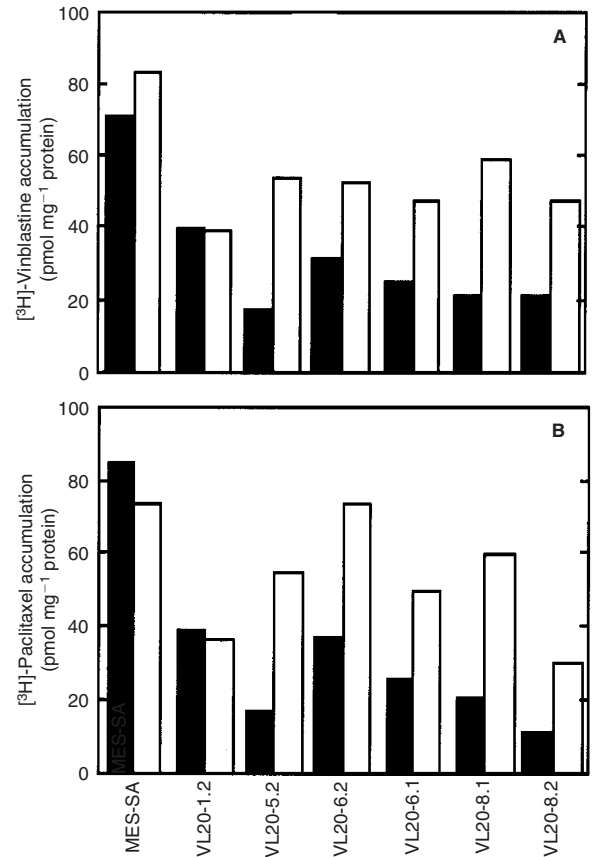 A
[³H]-Vinblastine accumulation
(pmol mg⁻¹ protein)
100
80
60
40
20
0
B
[³H]-Paclitaxel accumulation
(pmol mg⁻¹ protein)
100
80
60
40
20
0
MES-SA
MES-SA
VL20-1.2
VL20-5.2
VL20-6.2
VL20-6.1
VL20-8.1
VL20-8.2